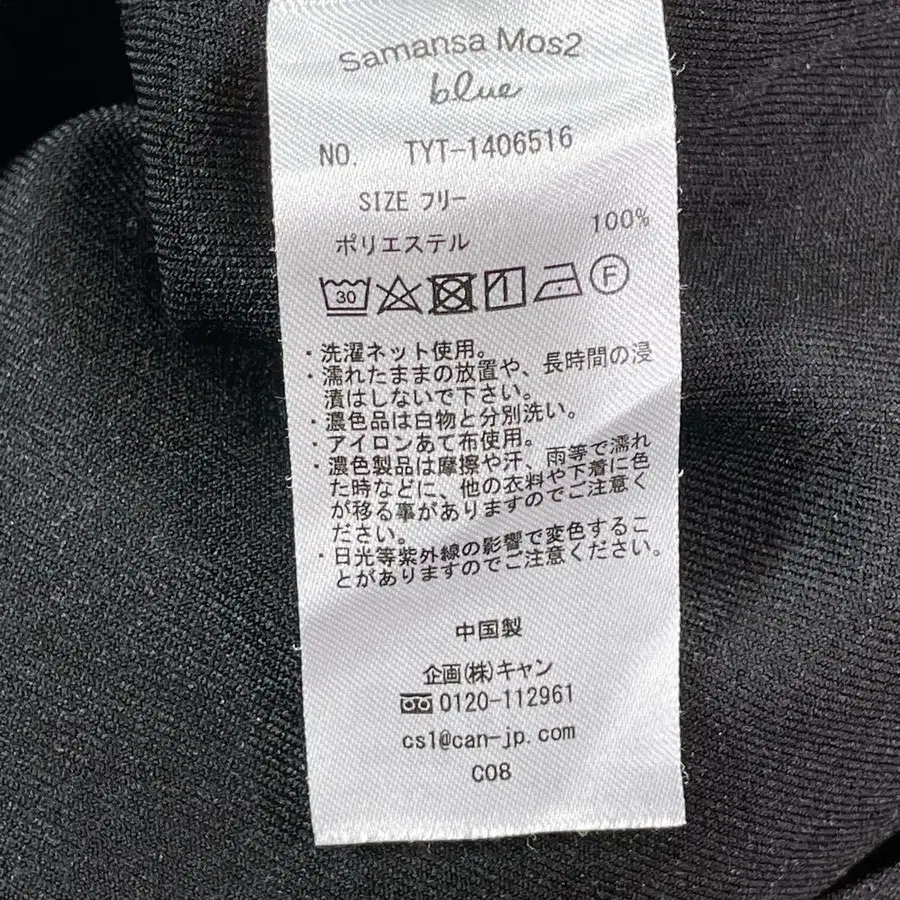 Samansa Mos2
blue
NO. TYT-1406516
SIZE フリー
ポリエステル 100%
30 F
・洗濯ネット使用。
・濡れたままの放置や、長時間の浸
漬はしないで下さい。
・濃色品は白物と分別洗い。
・アイロンあて布使用。
・濃色製品は摩擦や汗、雨等で濡れ
た時などに、他の衣料や下着に色
が移る事がありますのでご注意く
ださい。
・日光等紫外線の影響で変色するこ
とがありますのでご注意ください。
中国製
企画(株)キャン
0120-112961
cs1@can-jp.com
C08